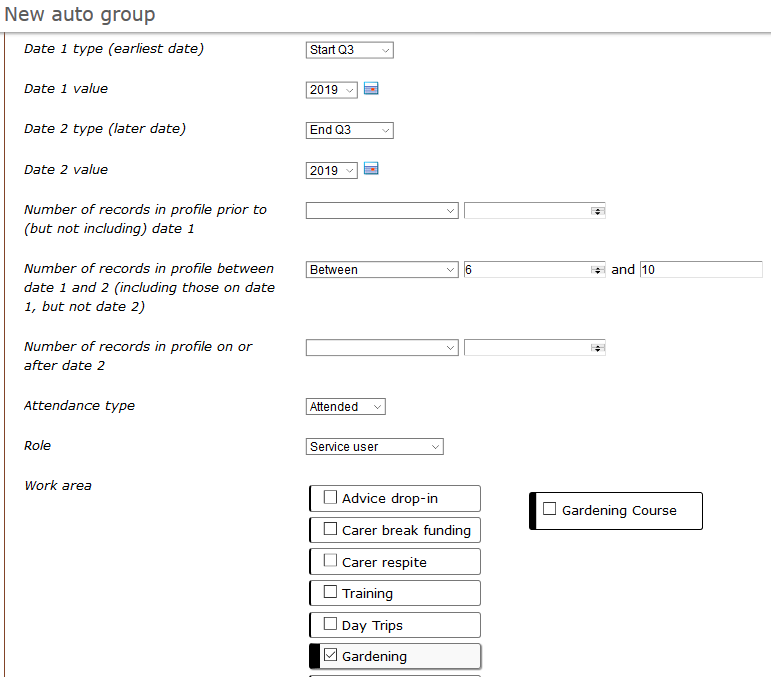 New auto group
Date 1 type (earliest date) Start Q3
Date 1 value 2019
Date 2 type (later date) End Q3
Date 2 value 2019
Number of records in profile prior to
(but not including) date 1
Number of records in profile between Between 6 and 10
date 1 and 2 (including those on date
1, but not date 2)
Number of records in profile on or
after date 2
Attendance type Attended
Role Service user
Work area
Advice drop-in
Gardening Course
Carer break funding
Carer respite
Training
Day Trips
Gardening